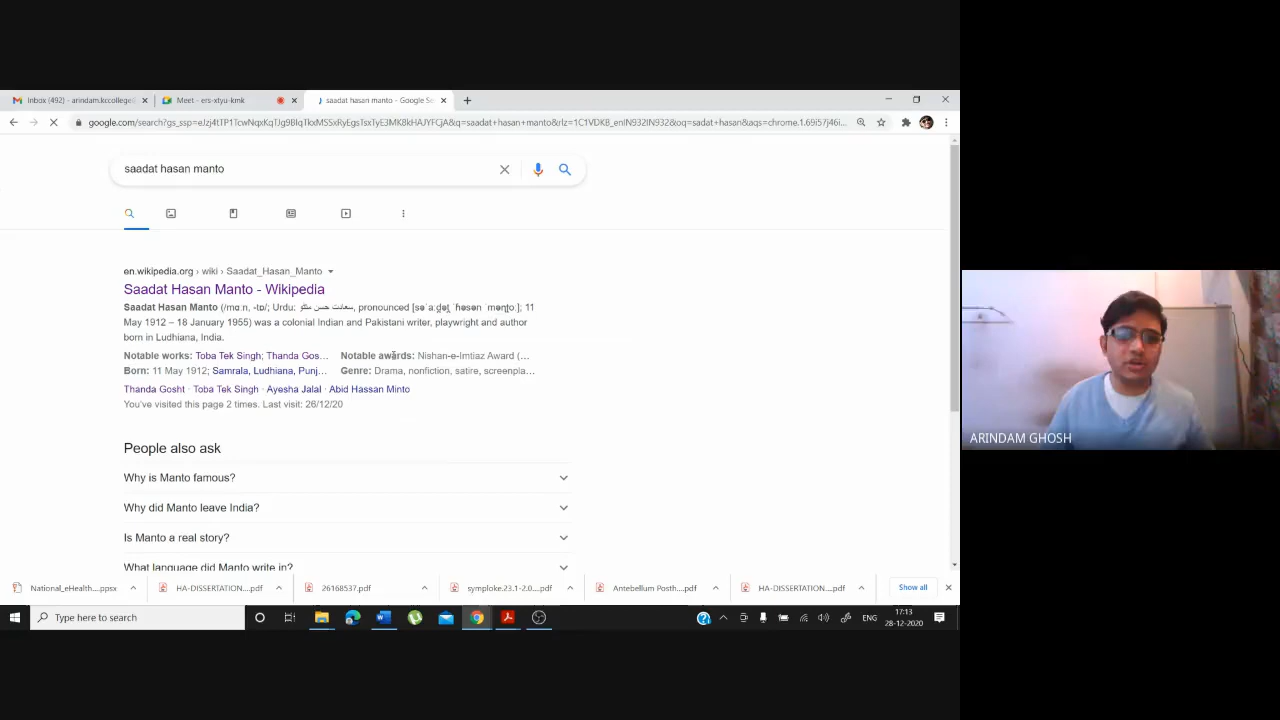 Inbox (492) - arindam.kccollege
Meet - ers-xtyu-kmk
saadat hasan manto - Google Se
saadat hasan manto
en.wikipedia.org › wiki › Saadat_Hasan_Manto
Saadat Hasan Manto - Wikipedia
Saadat Hasan Manto Urdu: سعادت حسن منٹو, pronounced 11
May 1912 – 18 January 1955) was a colonial Indian and Pakistani writer, playwright and author
born in Ludhiana, India.
Notable works: Toba Tek Singh; Thanda Gos... Notable awards: Nishan-e-Imtiaz Award (...
Born: 11 May 1912; Samrala, Ludhiana, Punj... Genre: Drama, nonfiction, satire, screenpla...
Thanda Gosht · Toba Tek Singh · Ayesha Jalal · Abid Hassan Minto
You've visited this page 2 times. Last visit: 26/12/20
People also ask
Why is Manto famous?
Why did Manto leave India?
Is Manto a real story?
What language did Manto write in?
ARINDAM GHOSH
National_eHealth....ppsx
HA-DISSERTATION....pdf
26168537.pdf
symploke.23.1-2.0....pdf
Antebellum Posth....pdf
HA-DISSERTATION....pdf
Show all
Type here to search
ENG
17:13
28-12-2020